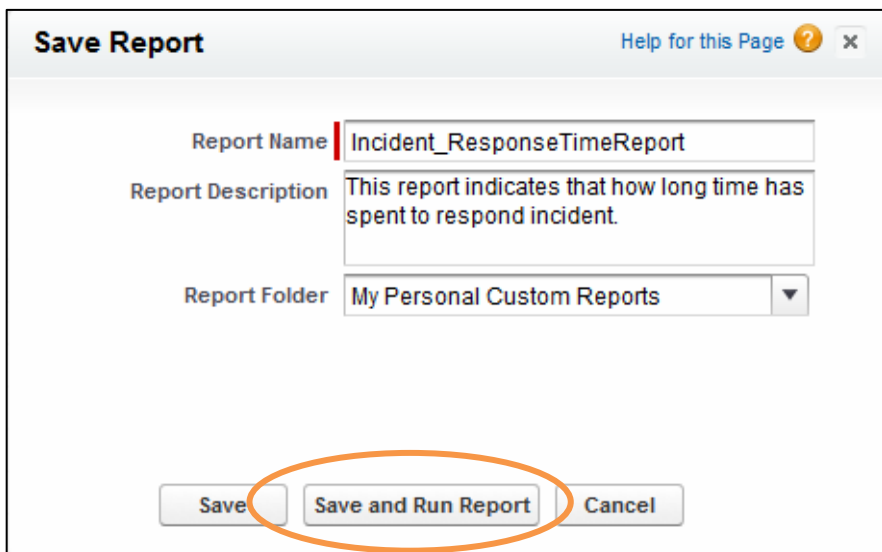 Save Report
Help for this Page ?
Report Name Incident_ResponseTimeReport
Report Description This report indicates that how long time has
spent to respond incident.
Report Folder My Personal Custom Reports
Save Save and Run Report Cancel